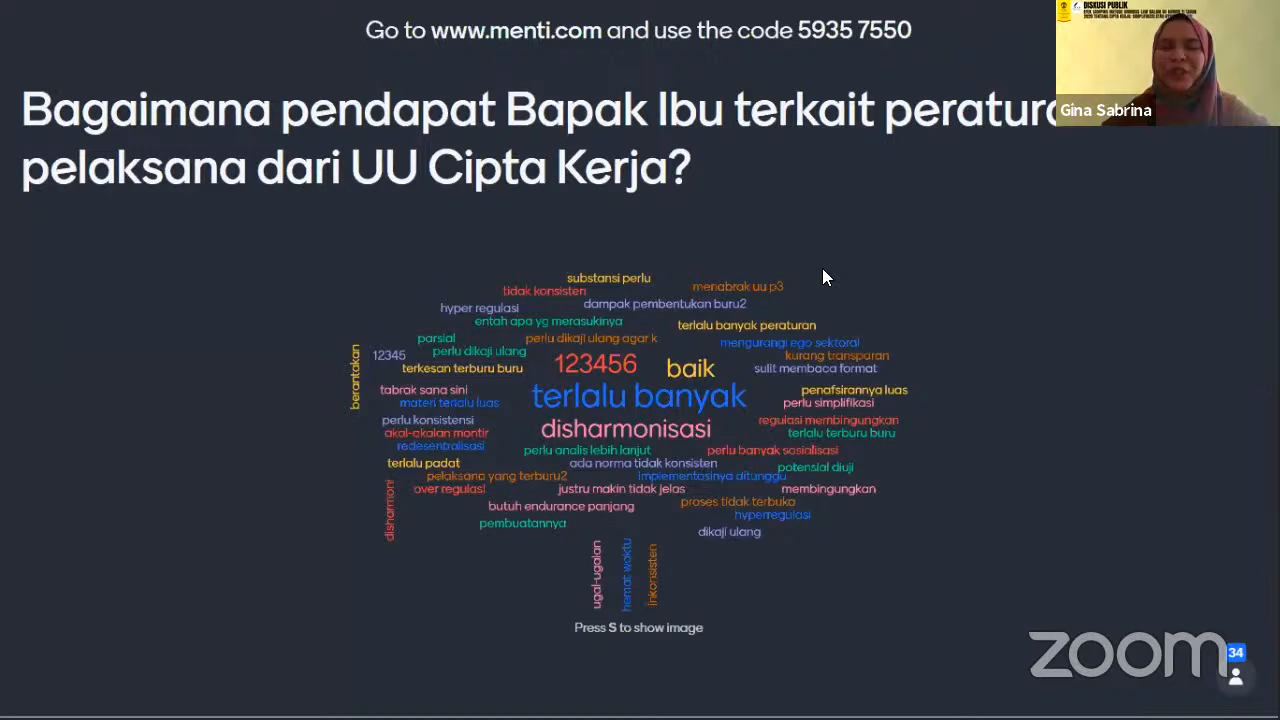 Go to www.menti.com and use the code 5935 7550
DISKUSI PUBLIK
Gina Sabrina
Bagaimana pendapat Bapak Ibu terkait peratura
pelaksana dari UU Cipta Kerja?
substansi perlu
menabrak uu p3
tidak konsisten
dampak pembentukan buru2
hyper regulasi
entah apa yg merasukinya
terlalu banyak peraturan
parsial
perlu dikaji ulang agar k
mengurangi ego sektoral
12345
perlu dikaji ulang
123456
baik
kurang transparan
terkesan terburu buru
sulit membaca format
berantakan
tabrak sana sini
terlalu banyak
penafsirannya luas
materi terlalu luas
perlu simplifikasi
perlu konsistensi
disharmonisasi
regulasi membingungkan
akal-akalan montir
terlalu terburu buru
redesentralisasi
perlu analis lebih lanjut
perlu banyak sosialisasi
terlalu padat
ada norma tidak konsisten
potensial diuji
pelaksana yang terburu2
implementasinya ditunggu
over regulasi
justru makin tidak jelas
membingungkan
disharmoni
butuh endurance panjang
proses tidak terbuka
hyperregulasi
pembuatannya
dikaji ulang
ugal-ugalan
hemat waktu
inkonsisten
Press S to show image
zoom
34